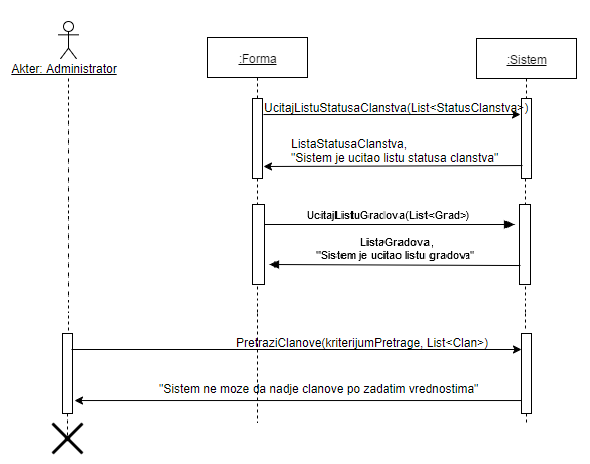 :Forma
:Sistem
Akter: Administrator
UcitajListuStatusaClanstva(List<StatusClanstva>)
ListaStatusaClanstva,
"Sistem je ucitao listu statusa clanstva"
UcitajListuGradova(List<Grad>)
ListaGradova,
"Sistem je ucitao listu gradova"
PretraziClanove(kriterijumPretrage, List<Clan>)
"Sistem ne moze da nadje clanove po zadatim vrednostima"